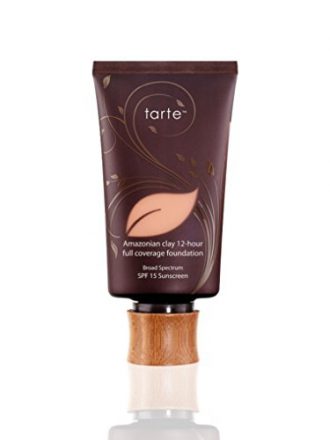 tarte™
Amazonian clay 12-hour
full coverage foundation
Broad Spectrum
SPF 15 Sunscreen